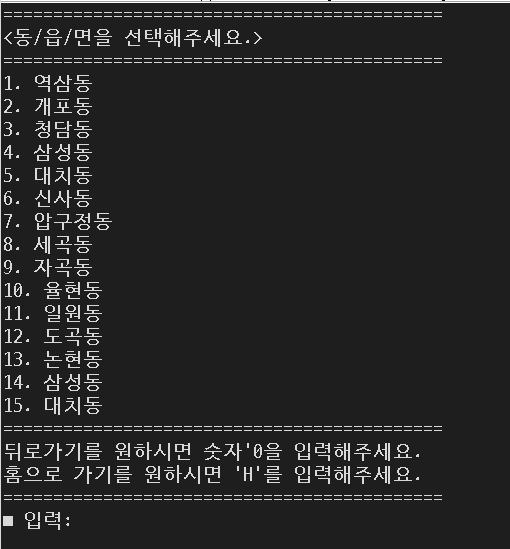 ============================================
<동/읍/면을 선택해주세요.>
============================================
1. 역삼동
2. 개포동
3. 청담동
4. 삼성동
5. 대치동
6. 신사동
7. 압구정동
8. 세곡동
9. 자곡동
10. 율현동
11. 일원동
12. 도곡동
13. 논현동
14. 삼성동
15. 대치동
============================================
뒤로가기를 원하시면 숫자'0을 입력해주세요.
홈으로 가기를 원하시면 'H'를 입력해주세요.
============================================
■ 입력: